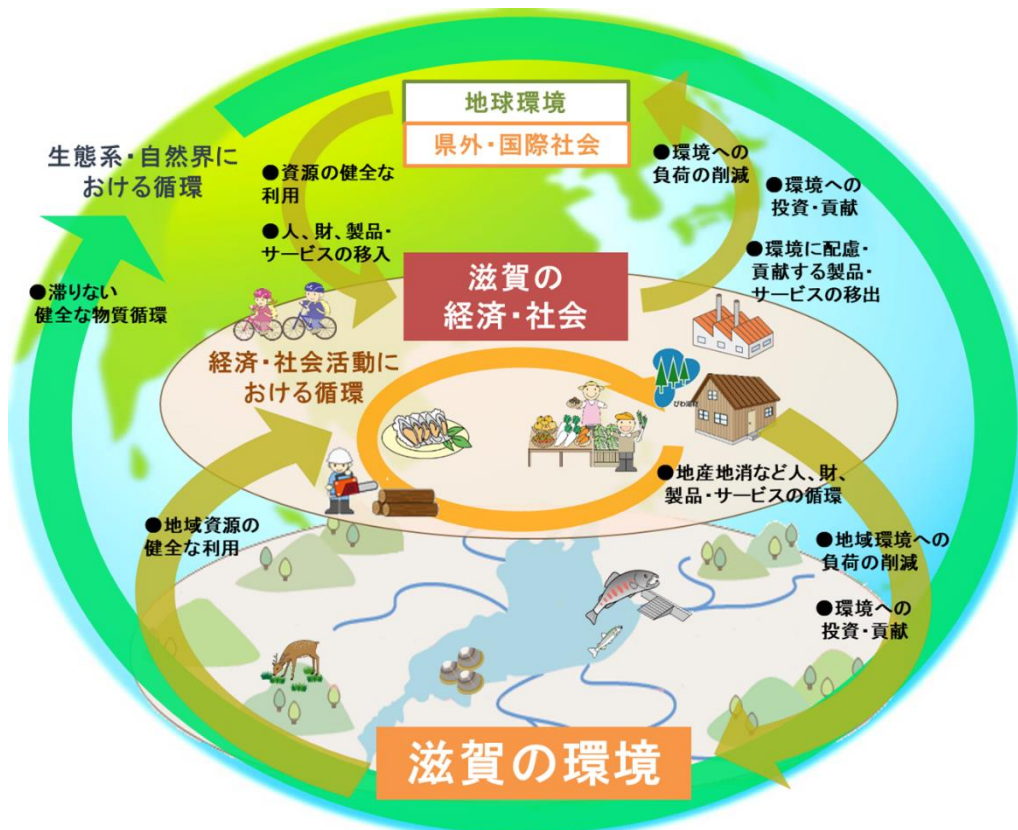 地球環境
県外・国際社会
生態系・自然界に
おける循環
●資源の健全な
利用
●人、財、製品・
サービスの移入
●環境への
負荷の削減
●環境への
投資・貢献
●環境に配慮・
貢献する製品・
サービスの移出
●滞りない
健全な物質循環
滋賀の
経済・社会
経済・社会活動に
おける循環
びわ湖材
●地産地消など人、財、
製品・サービスの循環
●地域資源の
健全な利用
●地域環境への
負荷の削減
●環境への
投資・貢献
滋賀の環境